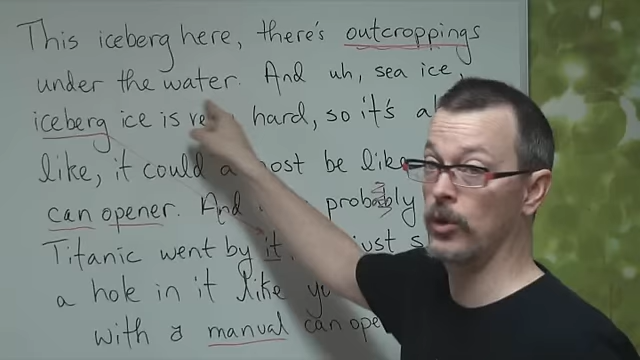 This iceberg here, there's outcroppings
under the water. And uh, sea ice,
iceberg ice is very hard, so it's
like, it could almost be like
can opener. And probably
Titanic went by it, just
a hole in it like
with a manual can